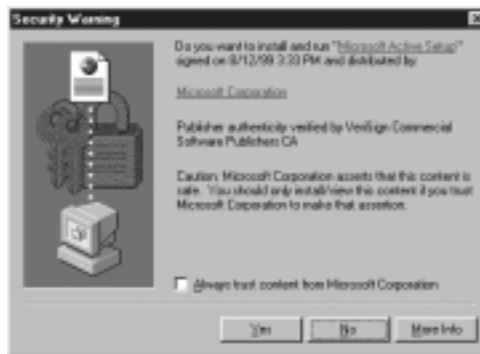 Security Warning
Do you want to install and run "Microsoft Active Setup"
signed on 8/12/99 3:33 PM and distributed by:
Microsoft Corporation
Publisher authenticity verified by VeriSign Commercial
Software Publishers CA
Caution: Microsoft Corporation asserts that this content is
safe. You should only install/view this content if you trust
Microsoft Corporation to make that assertion.
Always trust content from Microsoft Corporation
Yes
No
More Info